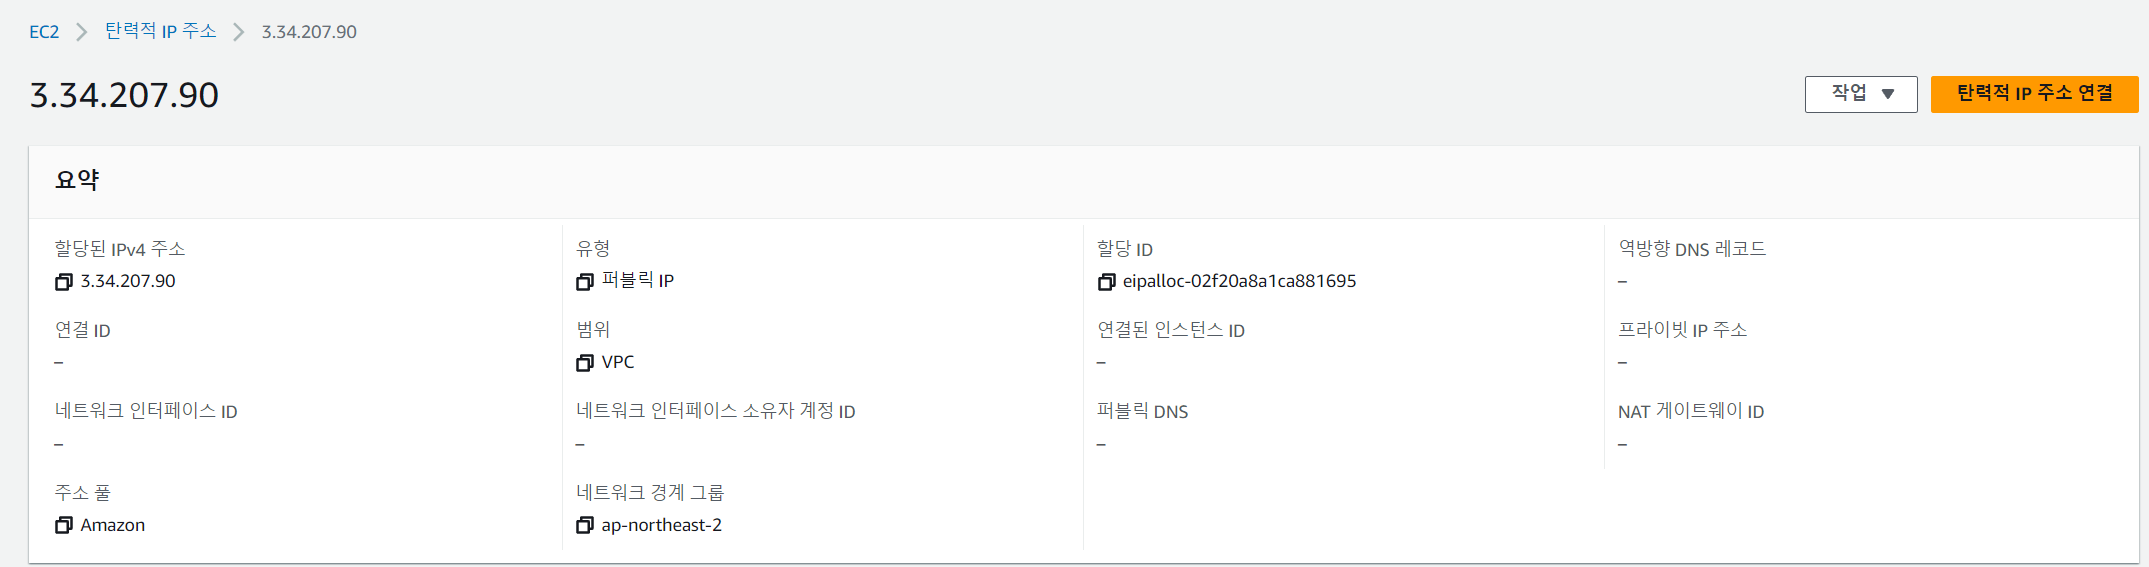 EC2 > 탄력적 IP 주소 > 3.34.207.90
3.34.207.90
작업 ▼
탄력적 IP 주소 연결
요약
할당된 IPv4 주소
3.34.207.90
유형
퍼블릭 IP
할당 ID
eipalloc-02f20a8a1ca881695
역방향 DNS 레코드
–
연결 ID
–
범위
VPC
연결된 인스턴스 ID
–
프라이빗 IP 주소
–
네트워크 인터페이스 ID
–
네트워크 인터페이스 소유자 계정 ID
–
퍼블릭 DNS
–
NAT 게이트웨이 ID
–
주소 풀
Amazon
네트워크 경계 그룹
ap-northeast-2